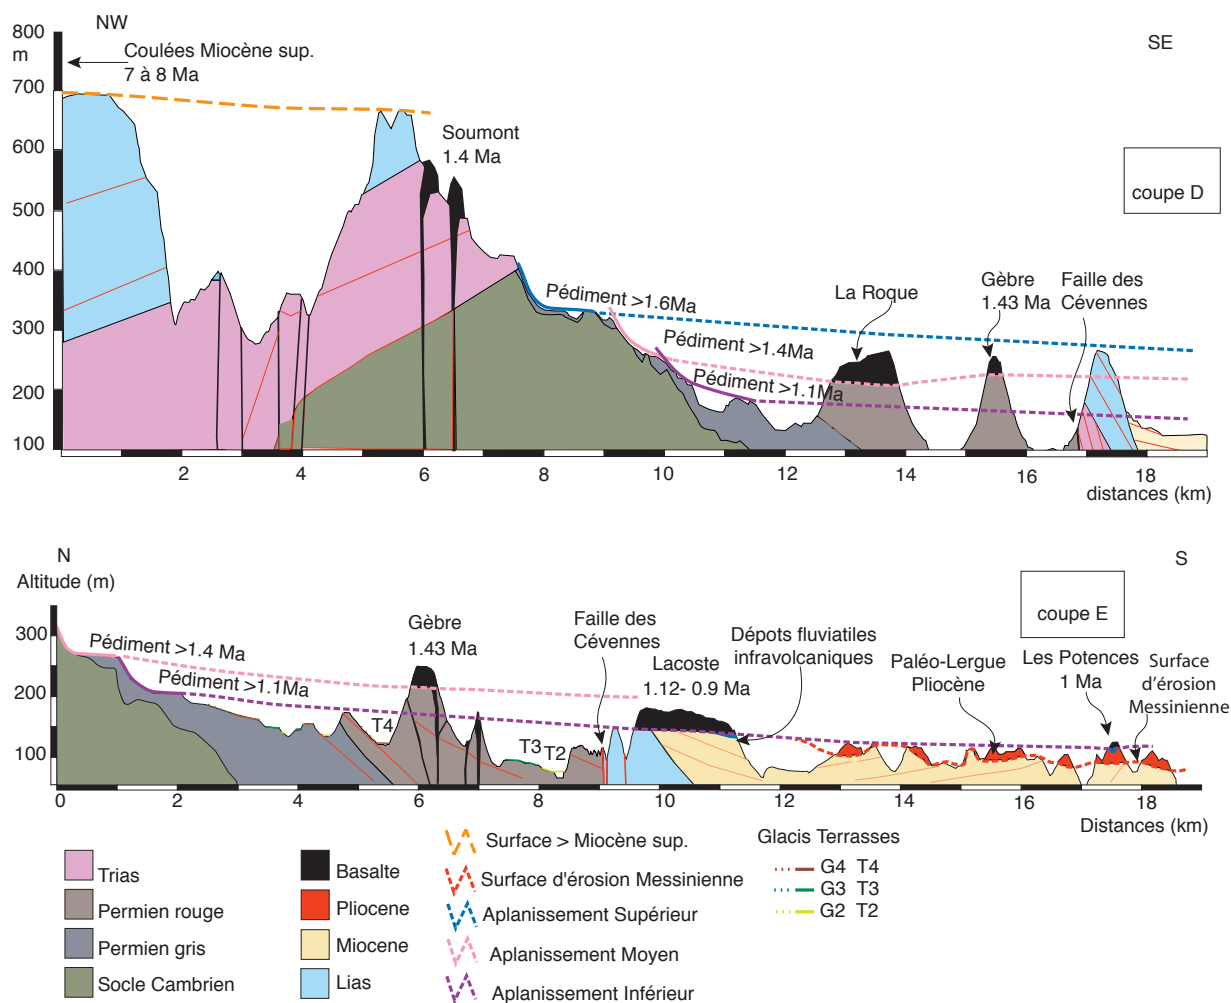 NW
SE
800
m
700
600
500
400
300
200
100
Coulées Miocène sup.
7 à 8 Ma
Soumont
1.4 Ma
coupe D
Pédiment >1.6Ma
Pédiment >1.4Ma
Pédiment >1.1Ma
La Roque
Gèbre
1.43 Ma
Faille des
Cévennes
2
4
6
8
10
12
14
16
18
distances (km)
N
S
Altitude (m)
300
200
100
coupe E
Pédiment >1.4 Ma
Pédiment >1.1Ma
Gèbre
1.43 Ma
T4
T3
T2
Faille des
Cévennes
Lacoste
1.12- 0.9 Ma
Dépots fluviatiles
infravolcaniques
Paléo-Lergue
Pliocène
Les Potences
1 Ma
Surface
d'érosion
Messinienne
0
2
4
6
8
10
12
14
16
18
Distances (km)
Trias
Permien rouge
Permien gris
Socle Cambrien
Basalte
Pliocene
Miocene
Lias
Surface > Miocène sup.
Surface d'érosion Messinienne
Aplanissement Supérieur
Aplanissement Moyen
Aplanissement Inférieur
Glacis Terrasses
G4 T4
G3 T3
G2 T2